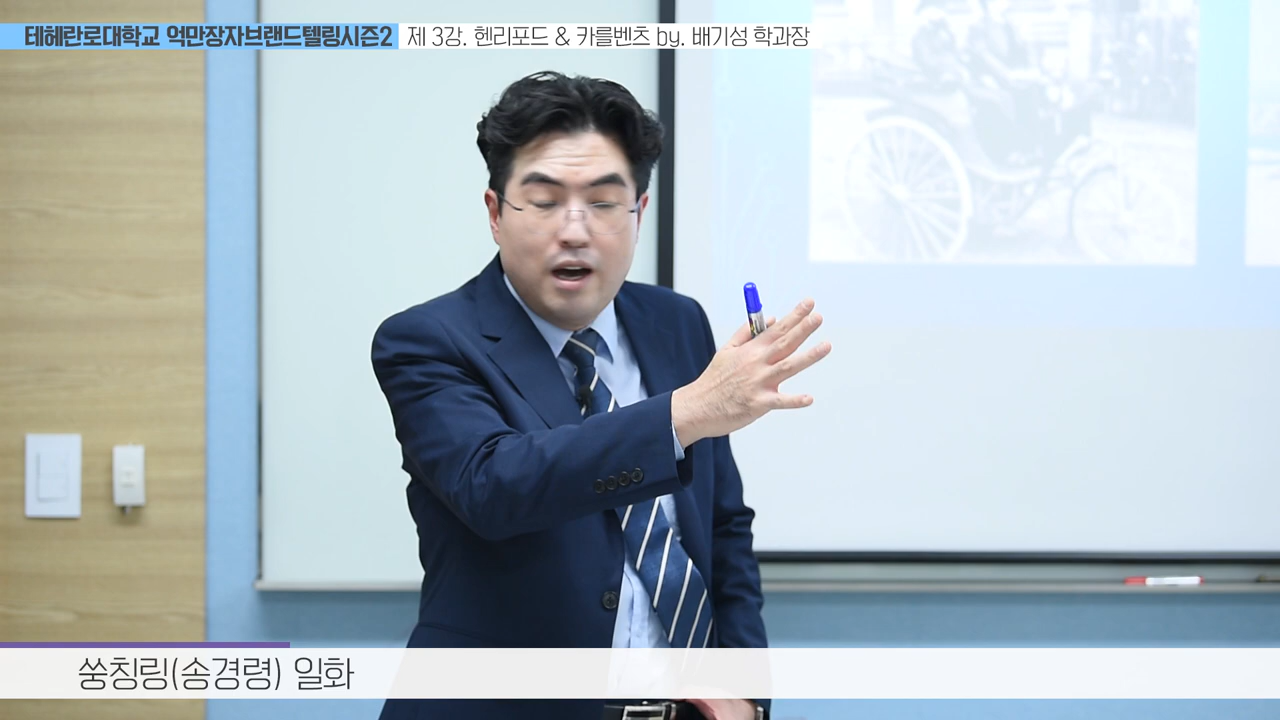 테헤란로대학교 억만장자브랜드텔링시즌2 제 3강. 헨리포드 & 카를벤츠 by. 배기성 학과장
쑹칭링(송경령) 일화